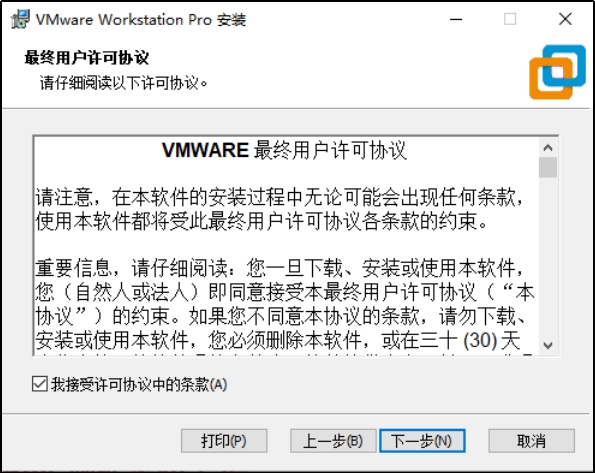 VMware Workstation Pro 安装
最终用户许可协议
请仔细阅读以下许可协议。
VMWARE 最终用户许可协议
请注意，在本软件的安装过程中无论可能会出现任何条款，
使用本软件都将受此最终用户许可协议各条款的约束。
重要信息，请仔细阅读：您一旦下载、安装或使用本软件，
您（自然人或法人）即同意接受本最终用户许可协议（“本
协议”）的约束。如果您不同意本协议的条款，请勿下载、
安装或使用本软件，您必须删除本软件，或在三十 (30) 天
我接受许可协议中的条款(A)
打印(P)
上一步(B)
下一步(N)
取消